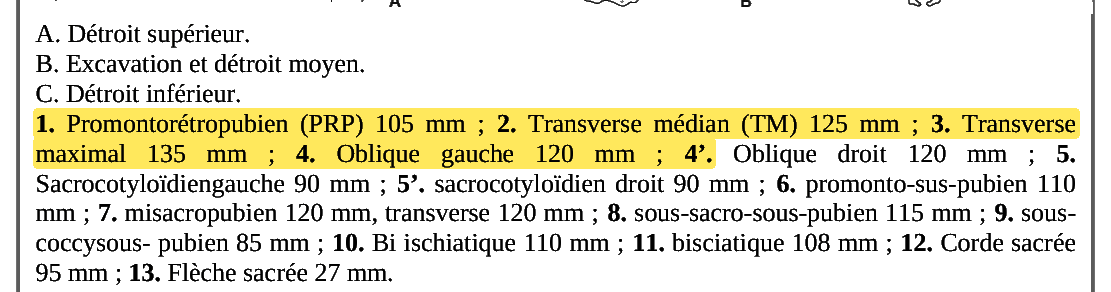 A B
A. Détroit supérieur.
B. Excavation et détroit moyen.
C. Détroit inférieur.
1. Promontorétropubien (PRP) 105 mm ; 2. Transverse médian (TM) 125 mm ; 3. Transverse
maximal 135 mm ; 4. Oblique gauche 120 mm ; 4’. Oblique droit 120 mm ; 5.
Sacrocotyloïdiengauche 90 mm ; 5’. sacrocotyloïdien droit 90 mm ; 6. promonto-sus-pubien 110
mm ; 7. misacropubien 120 mm, transverse 120 mm ; 8. sous-sacro-sous-pubien 115 mm ; 9. sous-
coccysous- pubien 85 mm ; 10. Bi ischiatique 110 mm ; 11. bisciatique 108 mm ; 12. Corde sacrée
95 mm ; 13. Flèche sacrée 27 mm.